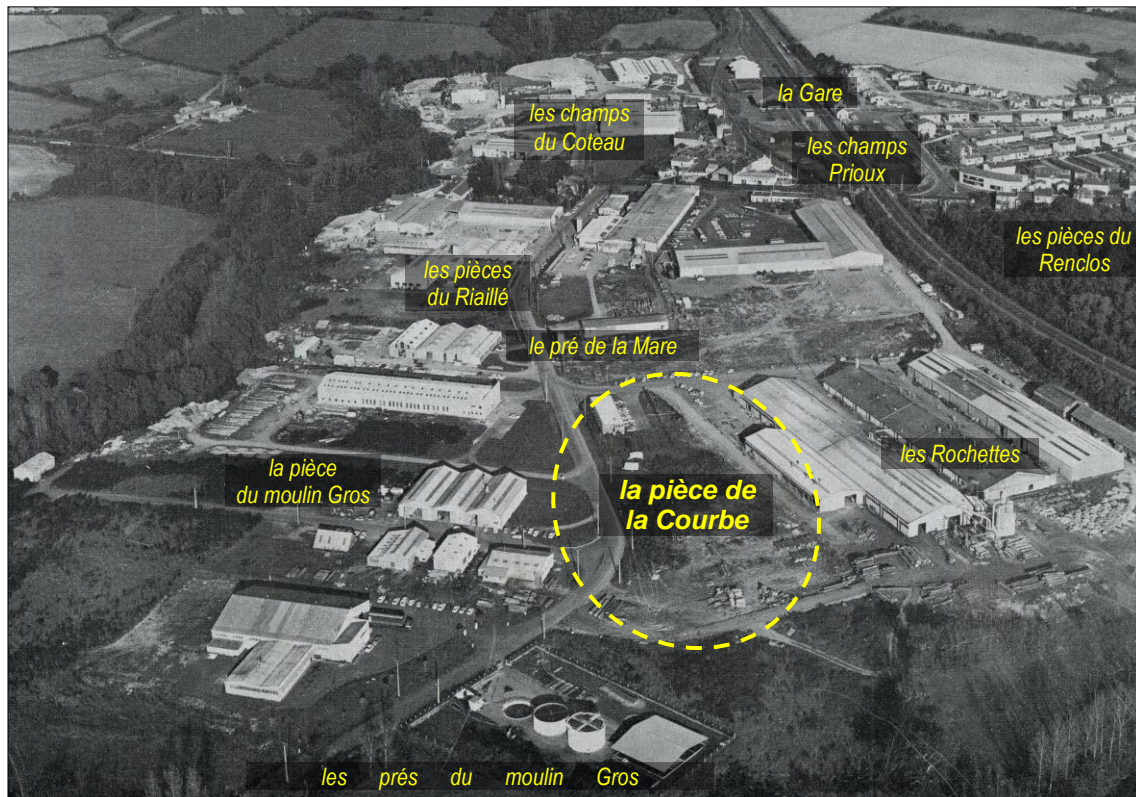 la Gare
les champs
du Coteau
les champs
Prioux
les pièces du
Renclos
les pièces
du Riaillé
le pré de la Mare
les Rochettes
la pièce
du moulin Gros
la pièce de
la Courbe
les prés du moulin Gros